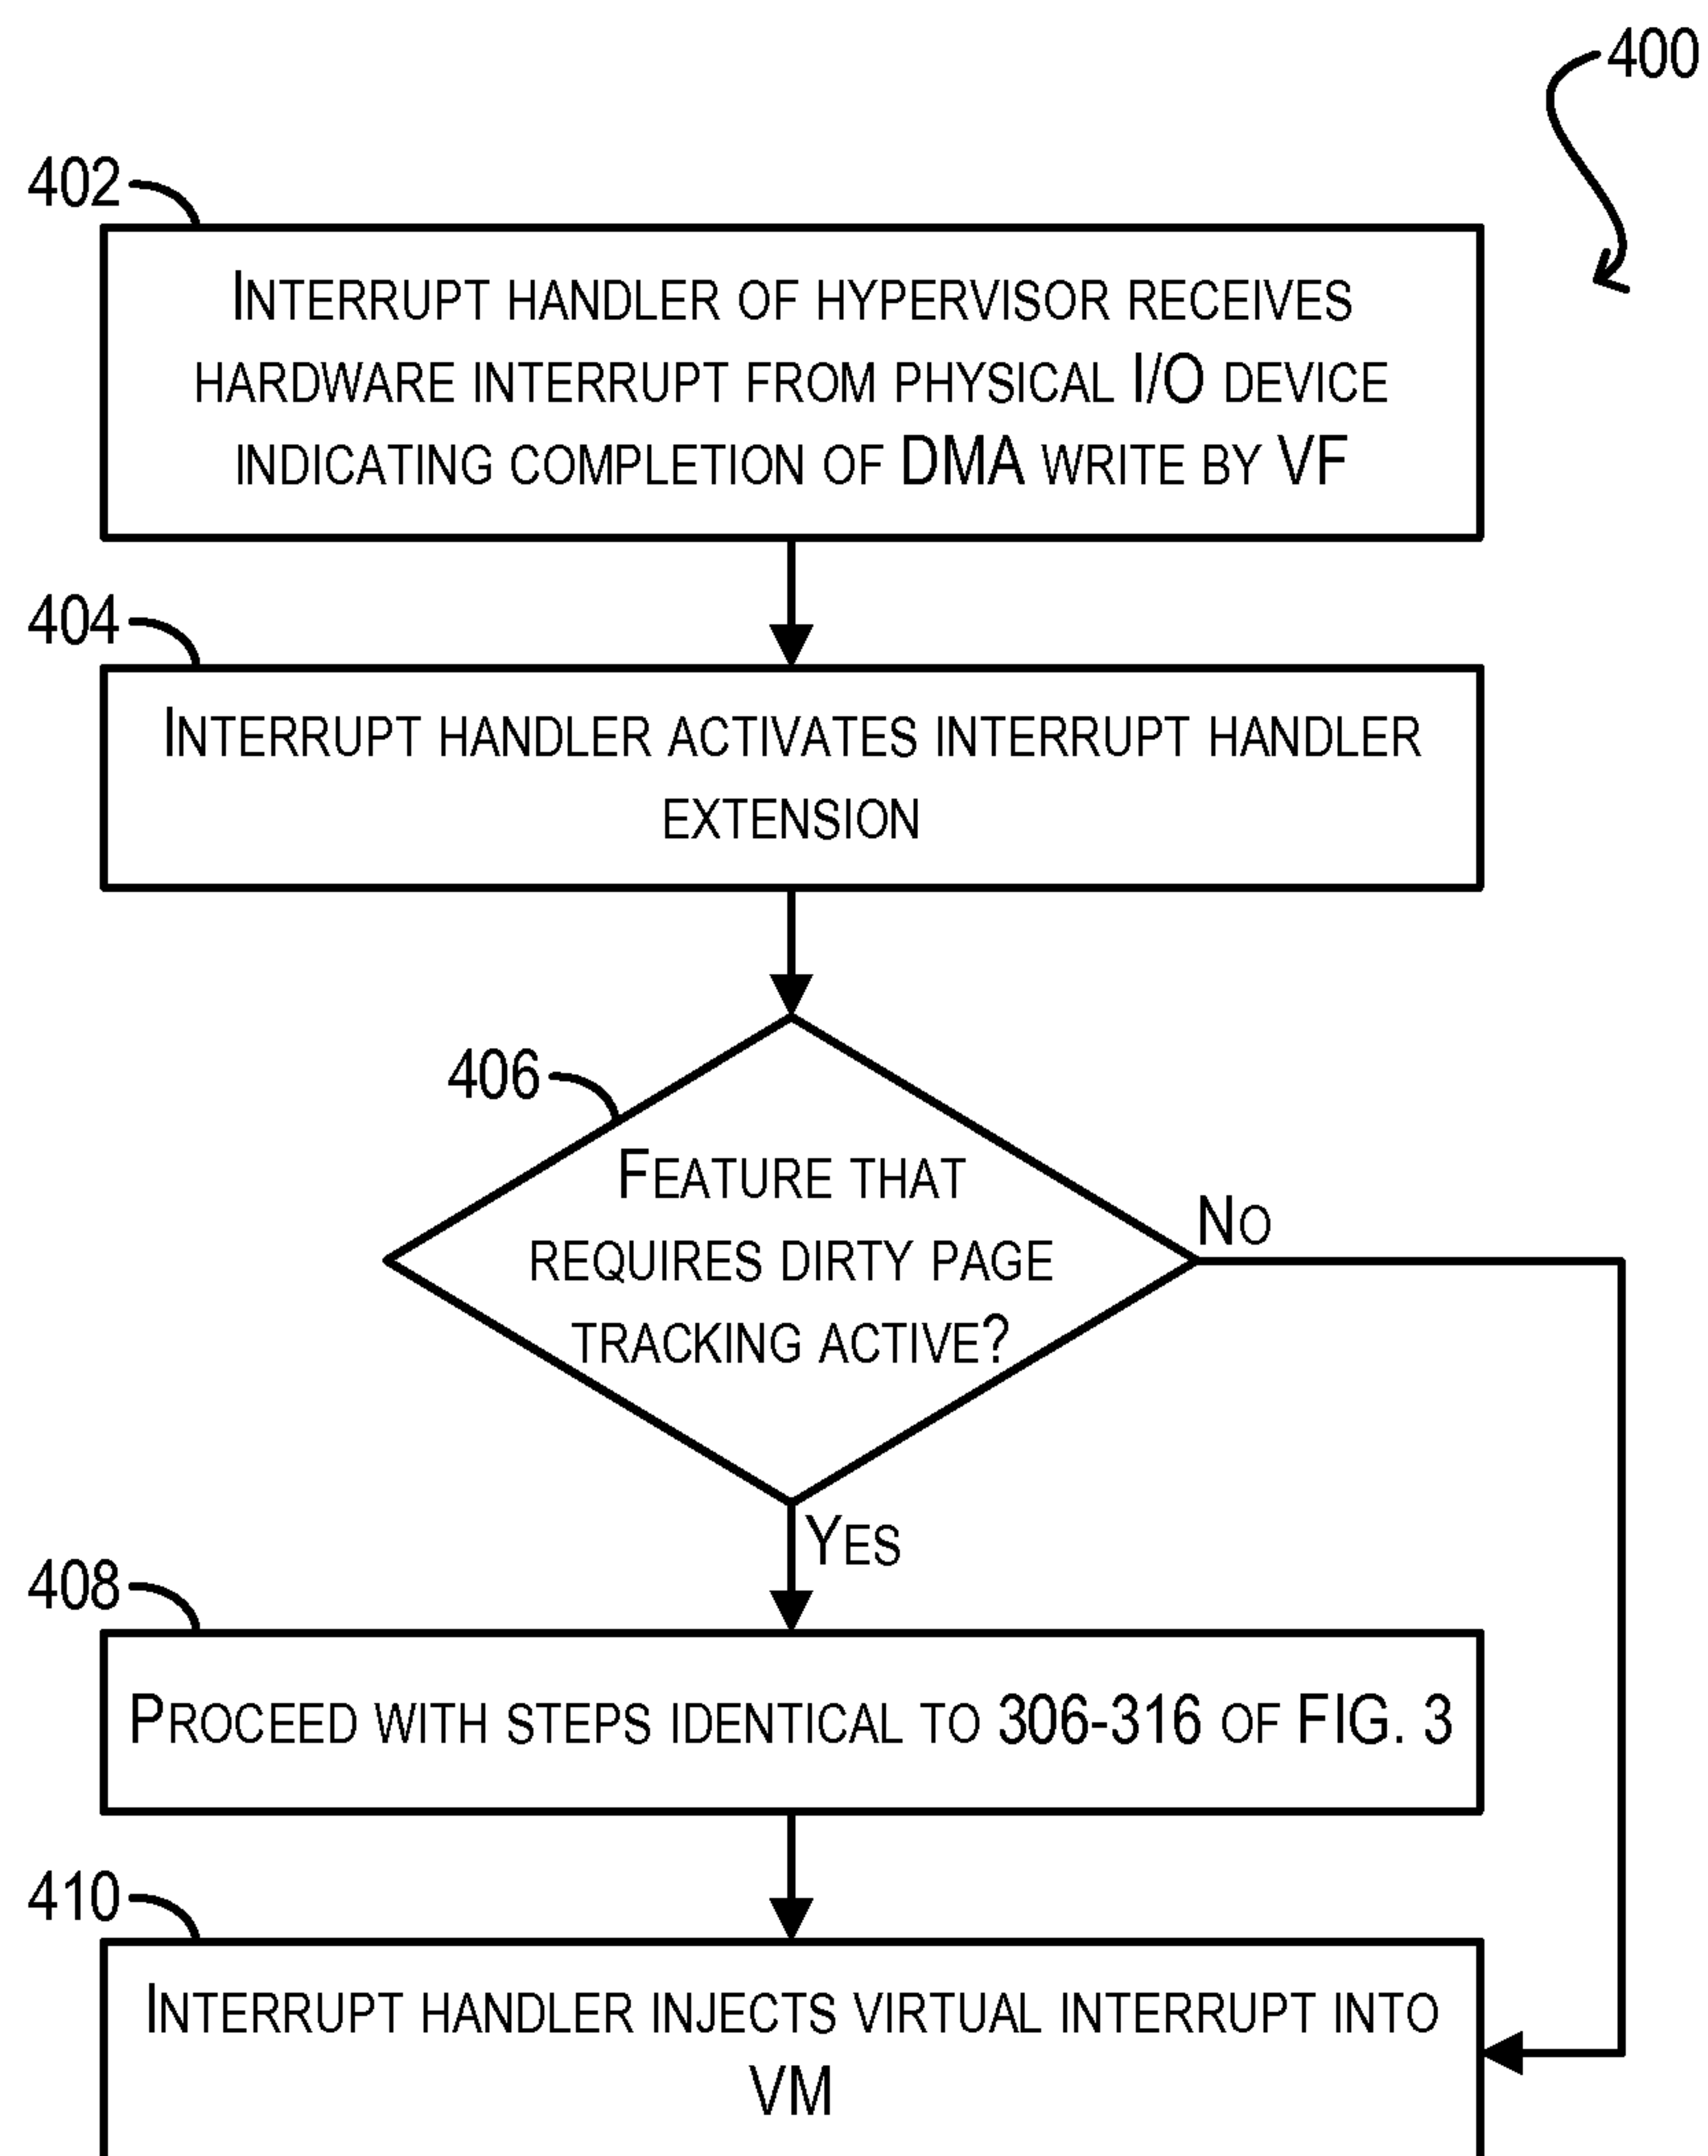 400
402
Interrupt handler of hypervisor receives
hardware interrupt from physical I/O device
indicating completion of DMA write by VF
404
Interrupt handler activates interrupt handler
extension
406
Feature that
requires dirty page
tracking active?
No
Yes
408
Proceed with steps identical to 306-316 of FIG. 3
410
Interrupt handler injects virtual interrupt into
VM